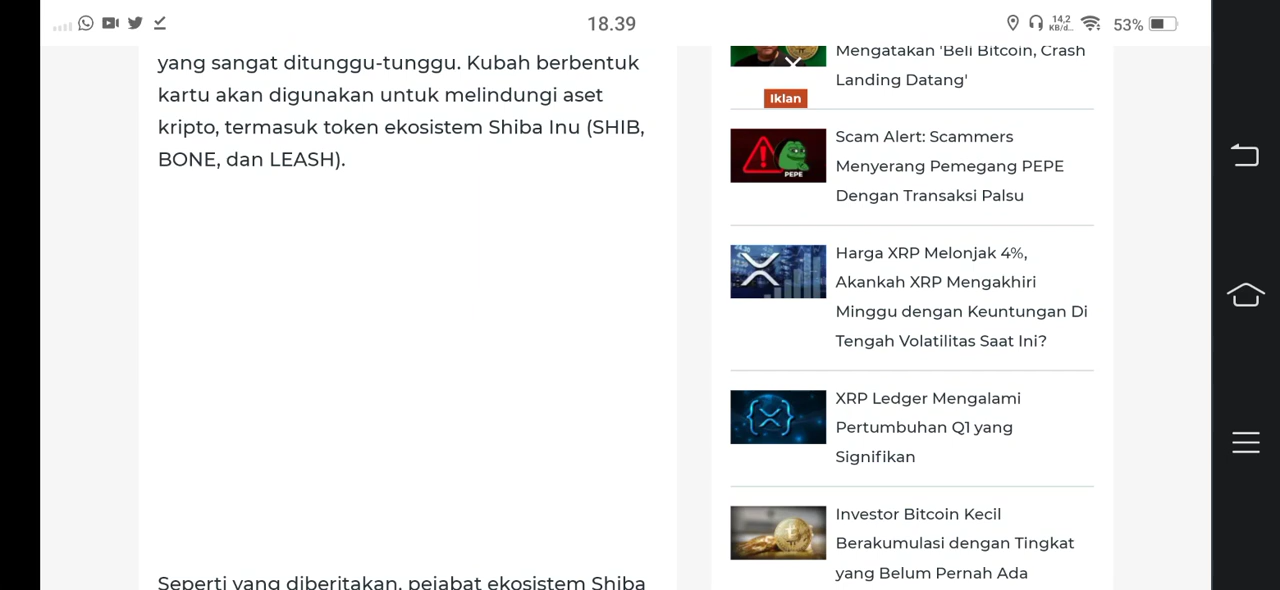 18.39
14,2
KB/d...
53%
yang sangat ditunggu-tunggu. Kubah berbentuk
kartu akan digunakan untuk melindungi aset
kripto, termasuk token ekosistem Shiba Inu (SHIB,
BONE, dan LEASH).
Seperti yang diberitakan, pejabat ekosistem Shiba
Mengatakan 'Beli Bitcoin, Crash
Landing Datang'
Iklan
PEPE
Scam Alert: Scammers
Menyerang Pemegang PEPE
Dengan Transaksi Palsu
Harga XRP Melonjak 4%,
Akankah XRP Mengakhiri
Minggu dengan Keuntungan Di
Tengah Volatilitas Saat Ini?
XRP Ledger Mengalami
Pertumbuhan Q1 yang
Signifikan
Investor Bitcoin Kecil
Berakumulasi dengan Tingkat
yang Belum Pernah Ada